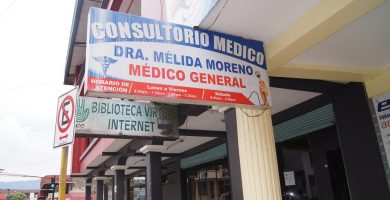 CONSULTORIO MEDICO
DRA. MÉLIDA MORENO
MÉDICO GENERAL
HORARIO DE
ATENCIÓN
Lunes a Viernes
Sábado
BIBLIOTECA VIRTUAL
INTERNET
E